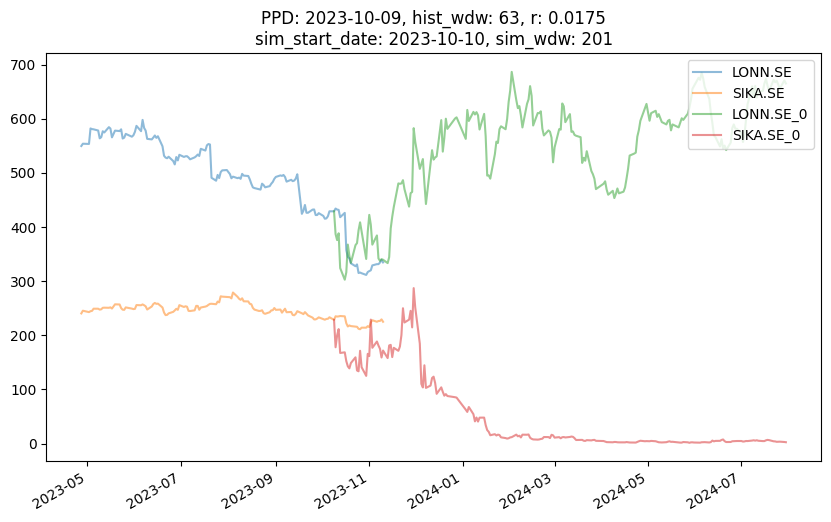 PPD: 2023-10-09, hist_wdw: 63, r: 0.0175
sim_start_date: 2023-10-10, sim_wdw: 201
700
600
500
400
300
200
100
0
LONN.SE
SIKA.SE
LONN.SE_0
SIKA.SE_0
2023-05
2023-07
2023-09
2023-11
2024-01
2024-03
2024-05
2024-07